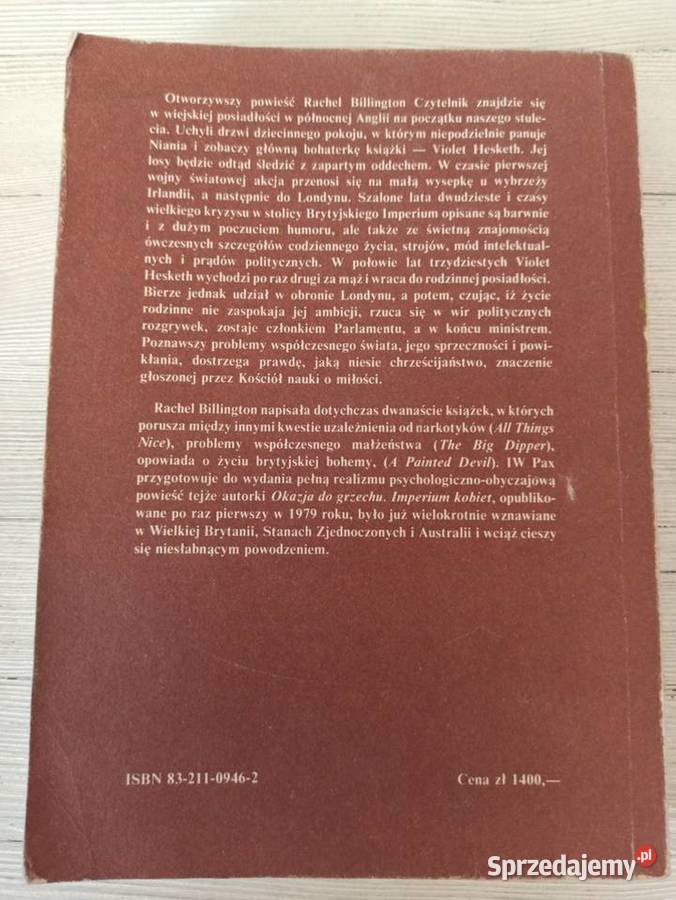 Otworzywszy powieść Rachel Billington Czytelnik znajdzie się
w wiejskiej posiadłości w północnej Anglii na początku naszego stule-
cia. Uchyli drzwi dziecinnego pokoju, w którym niepodzielnie panuje
Niania i zobaczy główną bohaterkę książki — Violet Hesketh. Jej
losy będzie odtąd śledzić z zapartym oddechem. W czasie pierwszej
wojny światowej akcja przenosi się na małą wysepkę u wybrzeży
Irlandii, a następnie do Londynu. Szalone lata dwudzieste i czasy
wielkiego kryzysu w stolicy Brytyjskiego Imperium opisane są barwnie
i z dużym poczuciem humoru, ale także ze świetną znajomością
ówczesnych szczegółów codziennego życia, strojów, mód intelektual-
nych i prądów politycznych. W połowie lat trzydziestych Violet
Hesketh wychodzi po raz drugi za mąż i wraca do rodzinnej posiadłości.
Bierze jednak udział w obronie Londynu, a potem, czując, iż życie
rodzinne nie zaspokaja jej ambicji, rzuca się w wir politycznych
rozgrywek, zostaje członkiem Parlamentu, a w końcu ministrem.
Poznawszy problemy współczesnego świata, jego sprzeczności i powi-
kłania, dostrzega prawdę, jaką niesie chrześcijaństwo, znaczenie
głoszonej przez Kościół nauki o miłości.
Rachel Billington napisała dotychczas dwanaście książek, w których
porusza między innymi kwestie uzależnienia od narkotyków (All Things
Nice), problemy współczesnego małżeństwa (The Big Dipper),
opowiada o życiu brytyjskiej bohemy, (A Painted Devil). IW Pax
przygotowuje do wydania pełną realizmu psychologiczno-obyczajową
powieść tejże autorki Okazja do grzechu. Imperium kobiet, opubliko-
wane po raz pierwszy w 1979 roku, było już wielokrotnie wznawiane
w Wielkiej Brytanii, Stanach Zjednoczonych i Australii i wciąż cieszy
się niesłabnącym powodzeniem.
ISBN 83-211-0946-2 Cena zł 1400,—
Sprzedajemy.pl